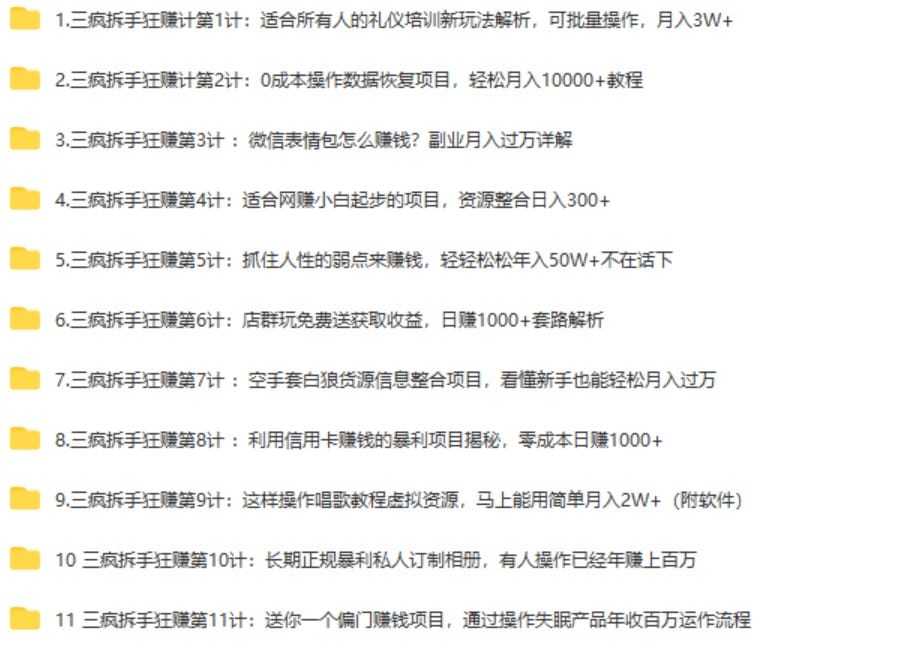 1.三疯拆手狂赚计第1计：适合所有人的礼仪培训新玩法解析，可批量操作，月入3W+
2.三疯拆手狂赚计第2计：0成本操作数据恢复项目，轻松月入10000+教程
3.三疯拆手狂赚第3计 ：微信表情包怎么赚钱？副业月入过万详解
4.三疯拆手狂赚第4计：适合网赚小白起步的项目，资源整合日入300+
5.三疯拆手狂赚第5计：抓住人性的弱点来赚钱，轻轻松松年入50W+不在话下
6.三疯拆手狂赚第6计：店群玩免费送获取收益，日赚1000+套路解析
7.三疯拆手狂赚第7计 ：空手套白狼货源信息整合项目，看懂新手也能轻松月入过万
8.三疯拆手狂赚第8计 ：利用信用卡赚钱的暴利项目揭秘，零成本日赚1000+
9.三疯拆手狂赚第9计：这样操作唱歌教程虚拟资源，马上能用简单月入2W+（附软件）
10 三疯拆手狂赚第10计：长期正规暴利私人订制相册，有人操作已经年赚上百万
11 三疯拆手狂赚第11计：送你一个偏门赚钱项目，通过操作失眠产品年收百万运作流程